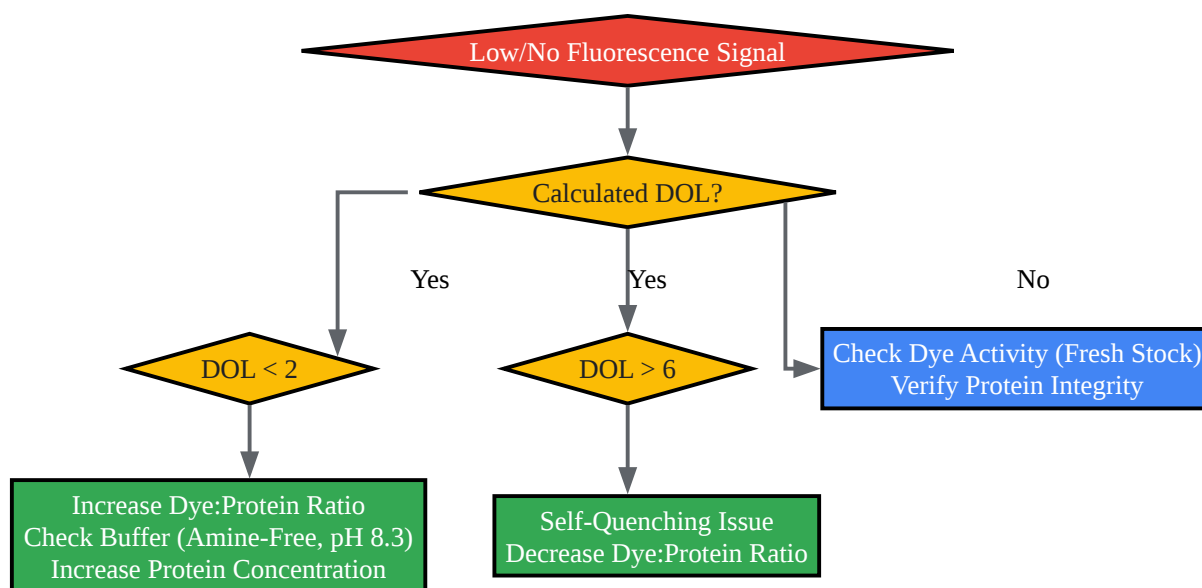 Low/No Fluorescence Signal
Calculated DOL?
Yes
Yes
No
DOL < 2
DOL > 6
Check Dye Activity (Fresh Stock)
Verify Protein Integrity
Increase Dye:Protein Ratio
Check Buffer (Amine-Free, pH 8.3)
Increase Protein Concentration
Self-Quenching Issue
Decrease Dye:Protein Ratio